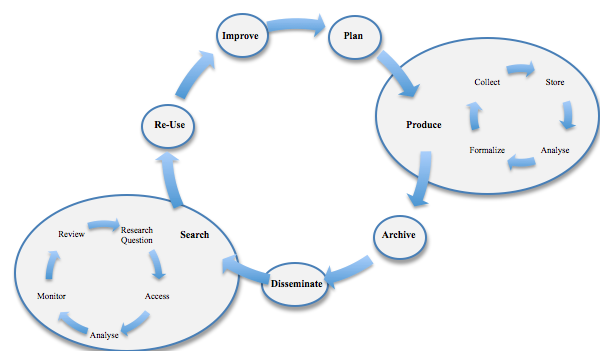 Improve
Plan
Collect
Store
Re-Use
Produce
Formalize
Analyse
Review
Research
Question
Search
Archive
Monitor
Access
Disseminate
Analyse